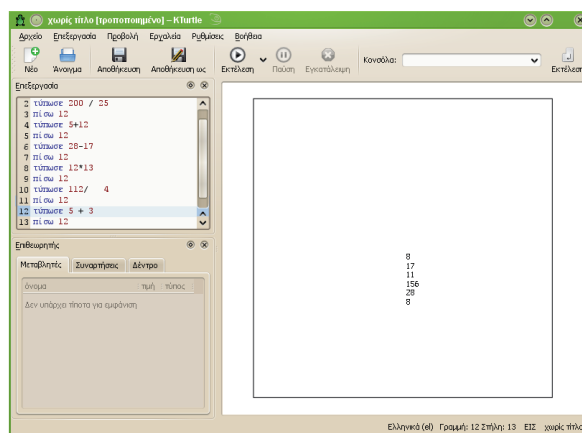 χωρίς τίτλο [τροποποιημένο] – KTurtle
Αρχείο Επεξεργασία Προβολή Εργαλεία Ρυθμίσεις Βοήθεια
Νέο Άνοιγμα Αποθήκευση Αποθήκευση ως Εκτέλεση Παύση Εγκατάλειψη Κονσόλα: Εκτέλεση
Επεξεργασία
2 τύπωσε 200 / 25
3 πίσω 12
4 τύπωσε 5+12
5 πίσω 12
6 τύπωσε 28-17
7 πίσω 12
8 τύπωσε 12*13
9 πίσω 12
10 τύπωσε 112/ 4
11 πίσω 12
12 τύπωσε 5 + 3
13 πίσω 12
Επιθεωρητής
Μεταβλητές Συναρτήσεις Δέντρο
όνομα τιμή τύπος
Δεν υπάρχει τίποτα για εμφάνιση
8
17
11
156
28
8
Ελληνικά (el) Γραμμή: 12 Στήλη: 13 ΕΙΣ χωρίς τίτλο